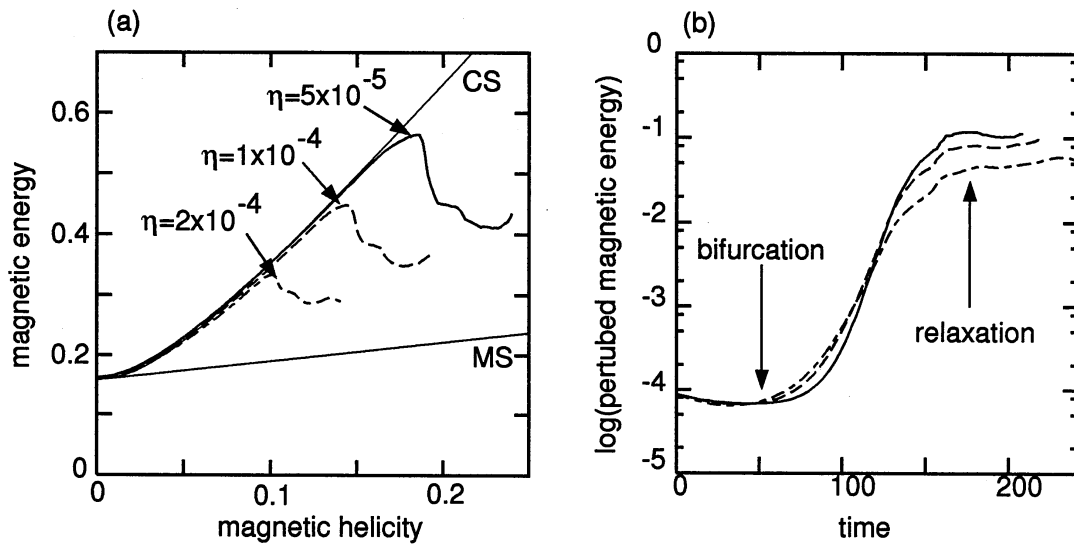 (a)
CS
η=5x10⁻⁵
η=1x10⁻⁴
η=2x10⁻⁴
MS
0.6
0.4
0.2
0
0
0.1
0.2
magnetic energy
magnetic helicity
(b)
0
-1
-2
-3
-4
-5
0
100
200
log(pertubed magnetic energy)
bifurcation
relaxation
time